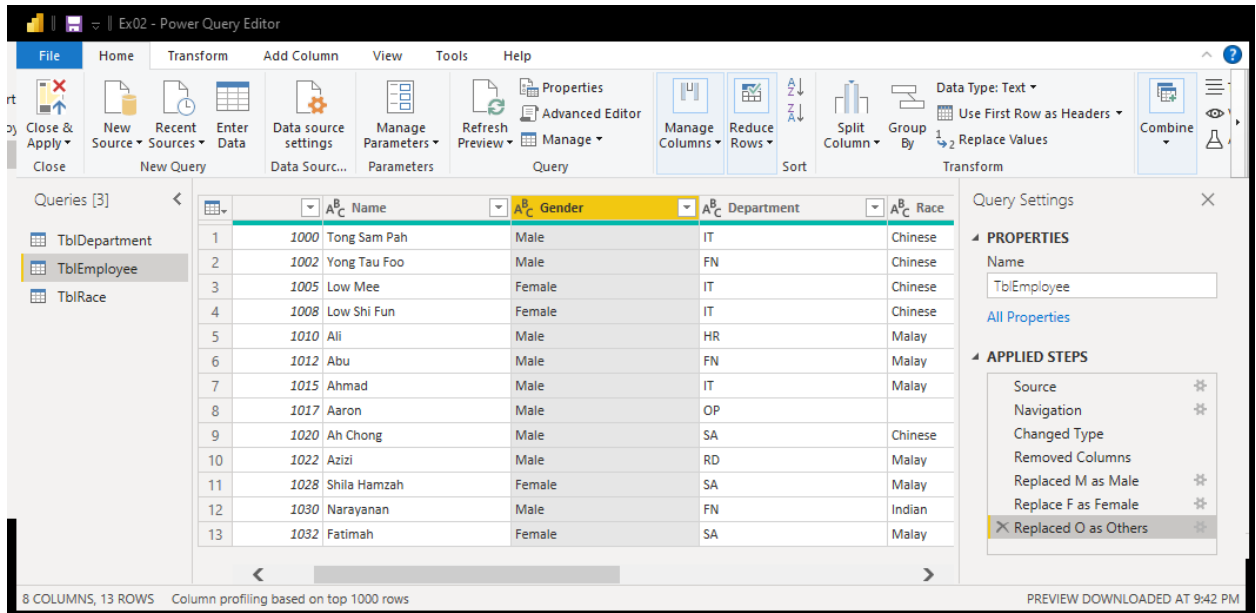 Ex02 - Power Query Editor
File Home Transform Add Column View Tools Help
Close & Apply
New Source
Recent Sources
Enter Data
Data source settings
Manage Parameters
Refresh Preview
Properties
Advanced Editor
Manage
Manage Columns
Reduce Rows
Split Column
Group By
Data Type: Text
Use First Row as Headers
Replace Values
Combine
Close New Query Data Sourc... Parameters Query Sort Transform
Queries [3]
TblDepartment
TblEmployee
TblRace
Name Gender Department Race
1 1000 Tong Sam Pah Male IT Chinese
2 1002 Yong Tau Foo Male FN Chinese
3 1005 Low Mee Female IT Chinese
4 1008 Low Shi Fun Female IT Chinese
5 1010 Ali Male HR Malay
6 1012 Abu Male FN Malay
7 1015 Ahmad Male IT Malay
8 1017 Aaron Male OP
9 1020 Ah Chong Male SA Chinese
10 1022 Azizi Male RD Malay
11 1028 Shila Hamzah Female SA Malay
12 1030 Narayanan Male FN Indian
13 1032 Fatimah Female SA Malay
Query Settings
PROPERTIES
Name
TblEmployee
All Properties
APPLIED STEPS
Source
Navigation
Changed Type
Removed Columns
Replaced M as Male
Replace F as Female
Replaced O as Others
8 COLUMNS, 13 ROWS Column profiling based on top 1000 rows PREVIEW DOWNLOADED AT 9:42 PM